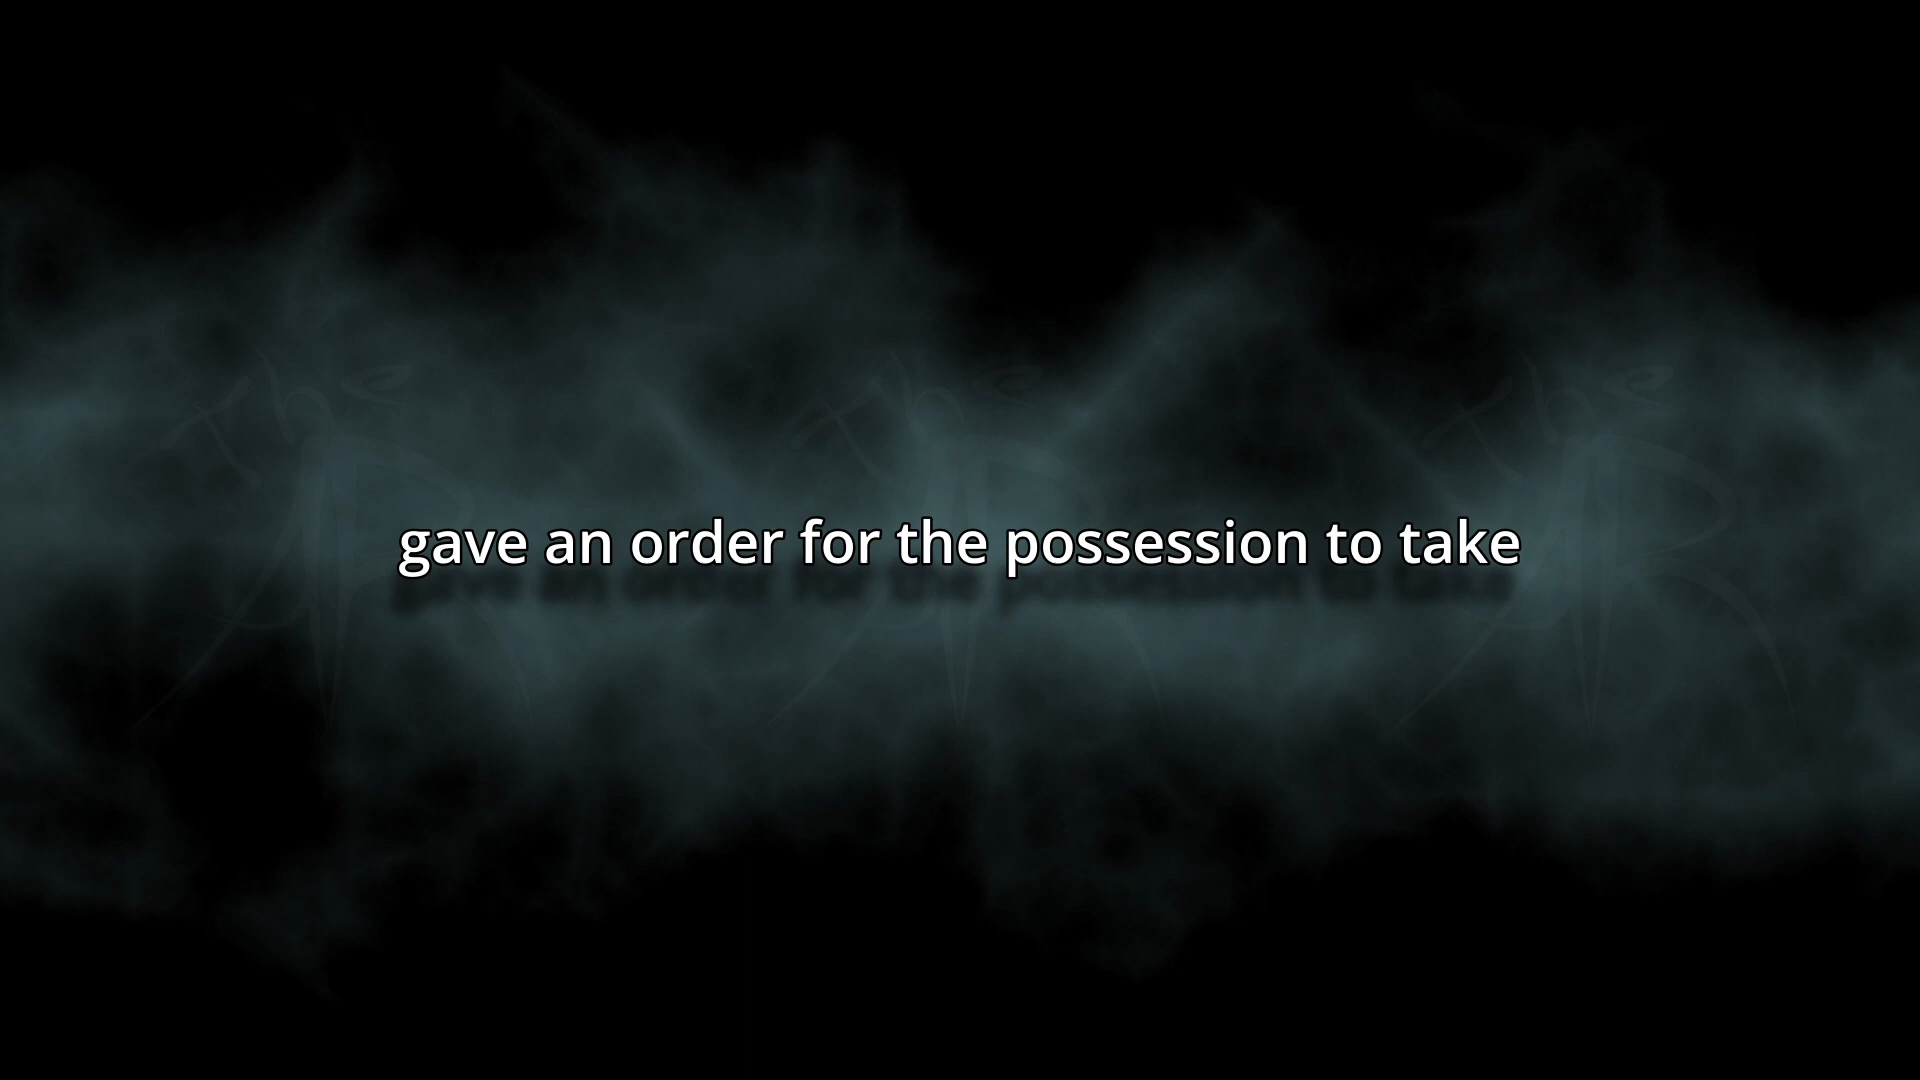 gave an order for the possession to take